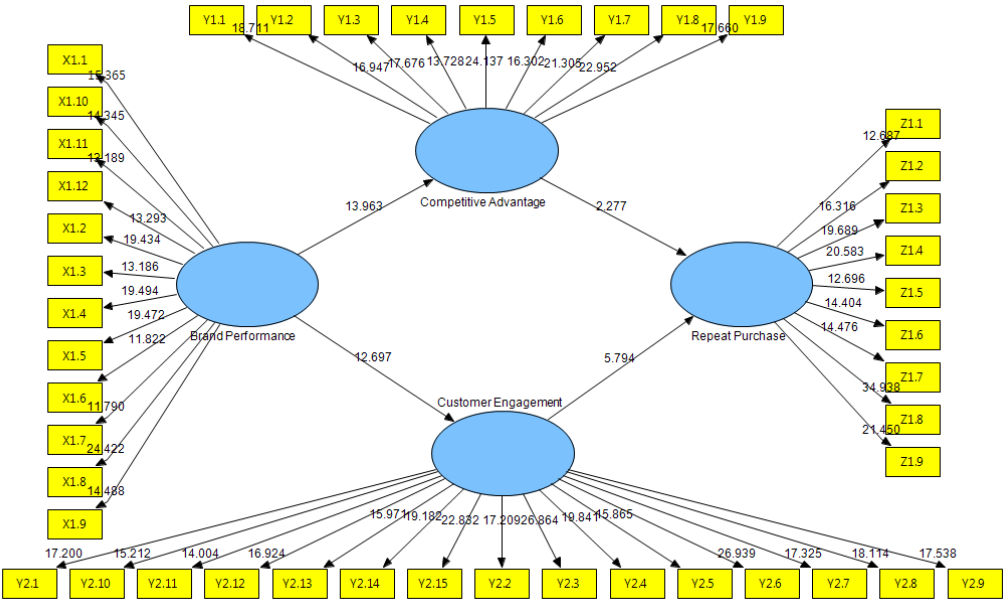 Y1.1 Y1.2 Y1.3 Y1.4 Y1.5 Y1.6 Y1.7 Y1.8 Y1.9
18.711 16.947 17.676 13.728 24.137 16.302 21.305 22.952 17.660
X1.1
15.365
X1.10
14.345
X1.11
13.189
X1.12
13.293
X1.2
19.434
X1.3
13.186
X1.4
19.494
19.472
X1.5
11.822
X1.6
11.790
X1.7
24.422
X1.8
14.488
X1.9
Brand Performance
13.963
12.697
Competitive Advantage
2.277
Customer Engagement
5.794
Repeat Purchase
Z1.1
12.687
Z1.2
16.316
Z1.3
19.689
Z1.4
20.583
Z1.5
12.696
14.404
Z1.6
14.476
Z1.7
34.938
Z1.8
21.450
Z1.9
17.200 15.212 14.004 16.924 15.971 19.182 22.832 17.209 26.864 19.841 15.865 26.939 17.325 18.114 17.538
Y2.1 Y2.10 Y2.11 Y2.12 Y2.13 Y2.14 Y2.15 Y2.2 Y2.3 Y2.4 Y2.5 Y2.6 Y2.7 Y2.8 Y2.9